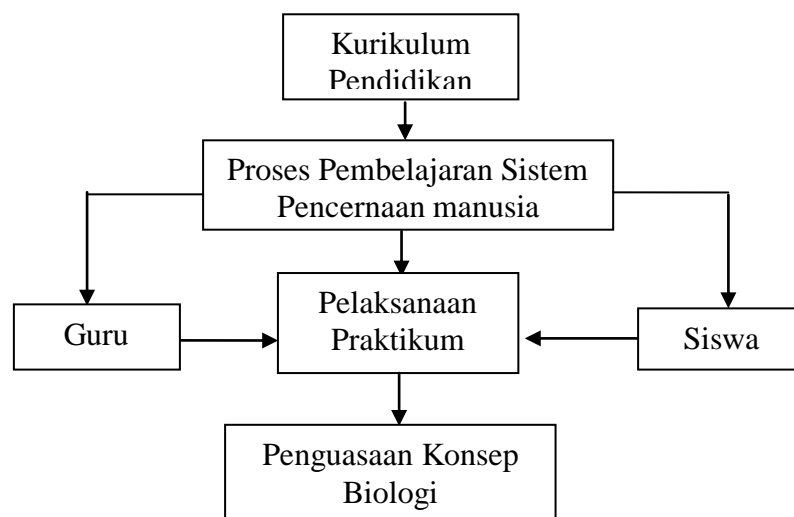 Kurikulum
Pendidikan
Proses Pembelajaran Sistem
Pencernaan manusia
Guru
Pelaksanaan
Praktikum
Siswa
Penguasaan Konsep
Biologi